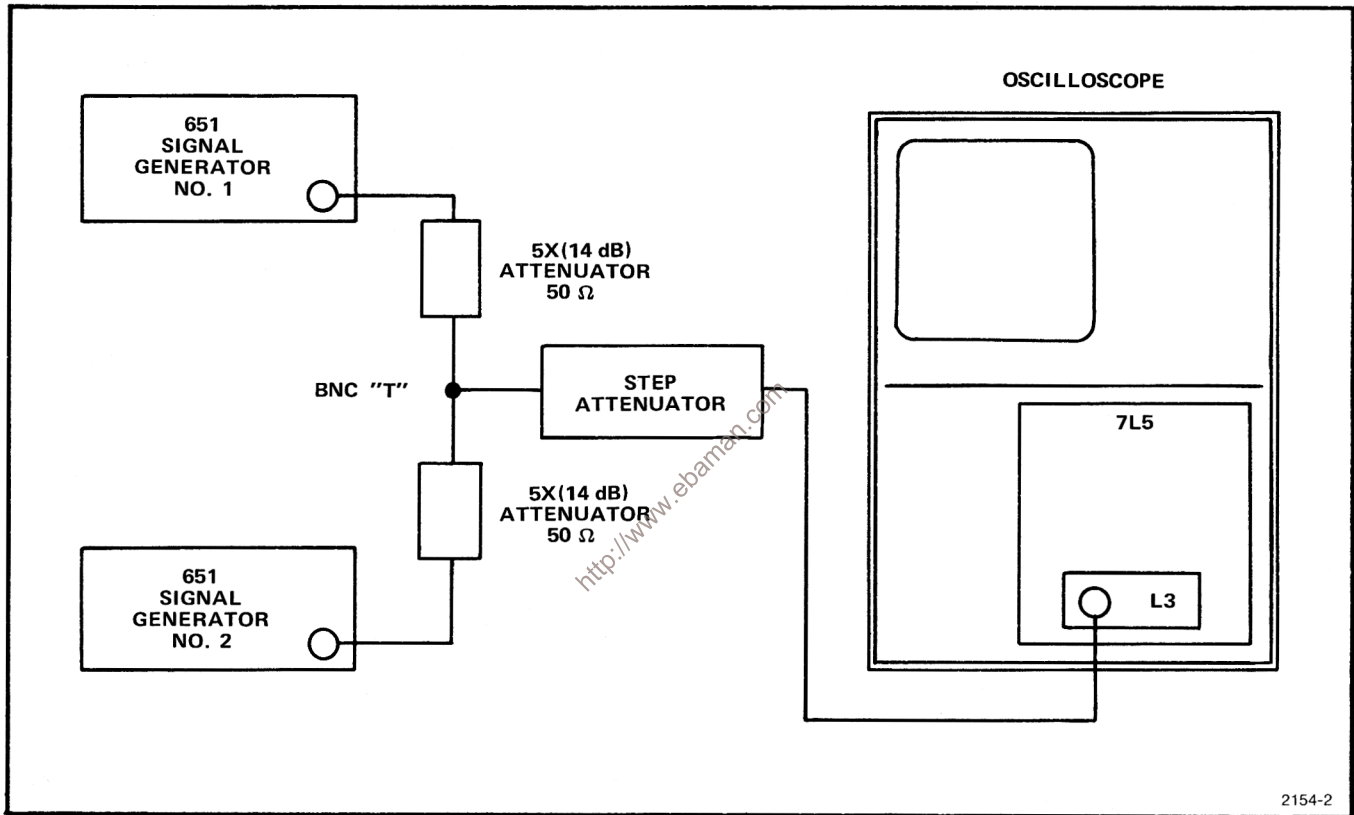 OSCILLOSCOPE
651
SIGNAL
GENERATOR
NO. 1
5X(14 dB)
ATTENUATOR
50 Ω
BNC "T"
STEP
ATTENUATOR
7L5
5X(14 dB)
ATTENUATOR
50 Ω
http://www.ebaman.com
651
SIGNAL
GENERATOR
NO. 2
L3
2154-2